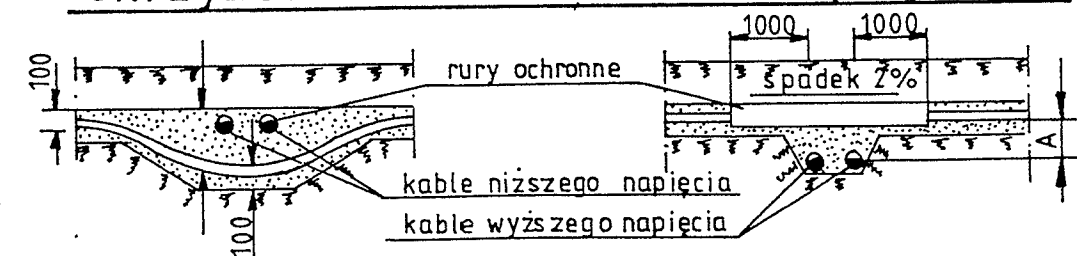 1000 1000
100
rury ochronne
spadek 2%
A
kable niższego napięcia
kable wyższego napięcia
100